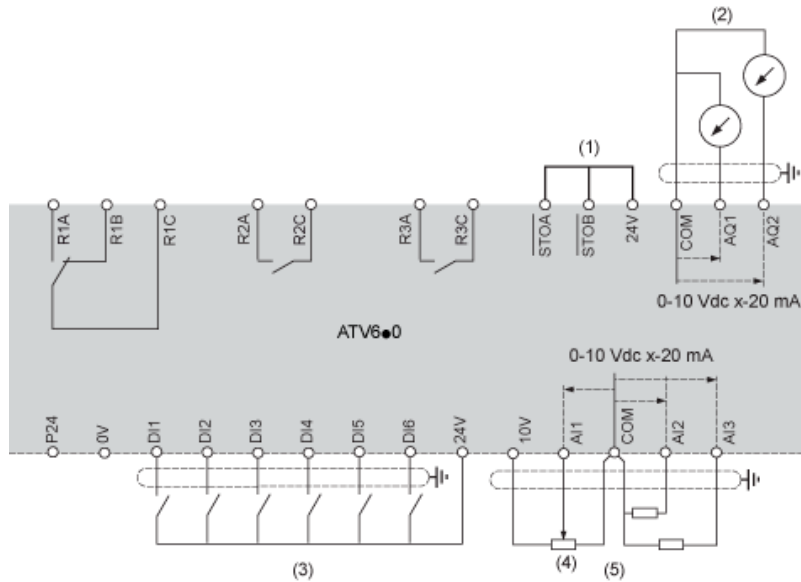 (2)
(1)
R1A R1B R1C R2A R2C R3A R3C STOA STOB 24V COM AQ1 AQ2
0-10 Vdc x-20 mA
ATV6●0
0-10 Vdc x-20 mA
P24 0V DI1 DI2 DI3 DI4 DI5 DI6 24V 10V AI1 COM AI2 AI3
(3) (4) (5)